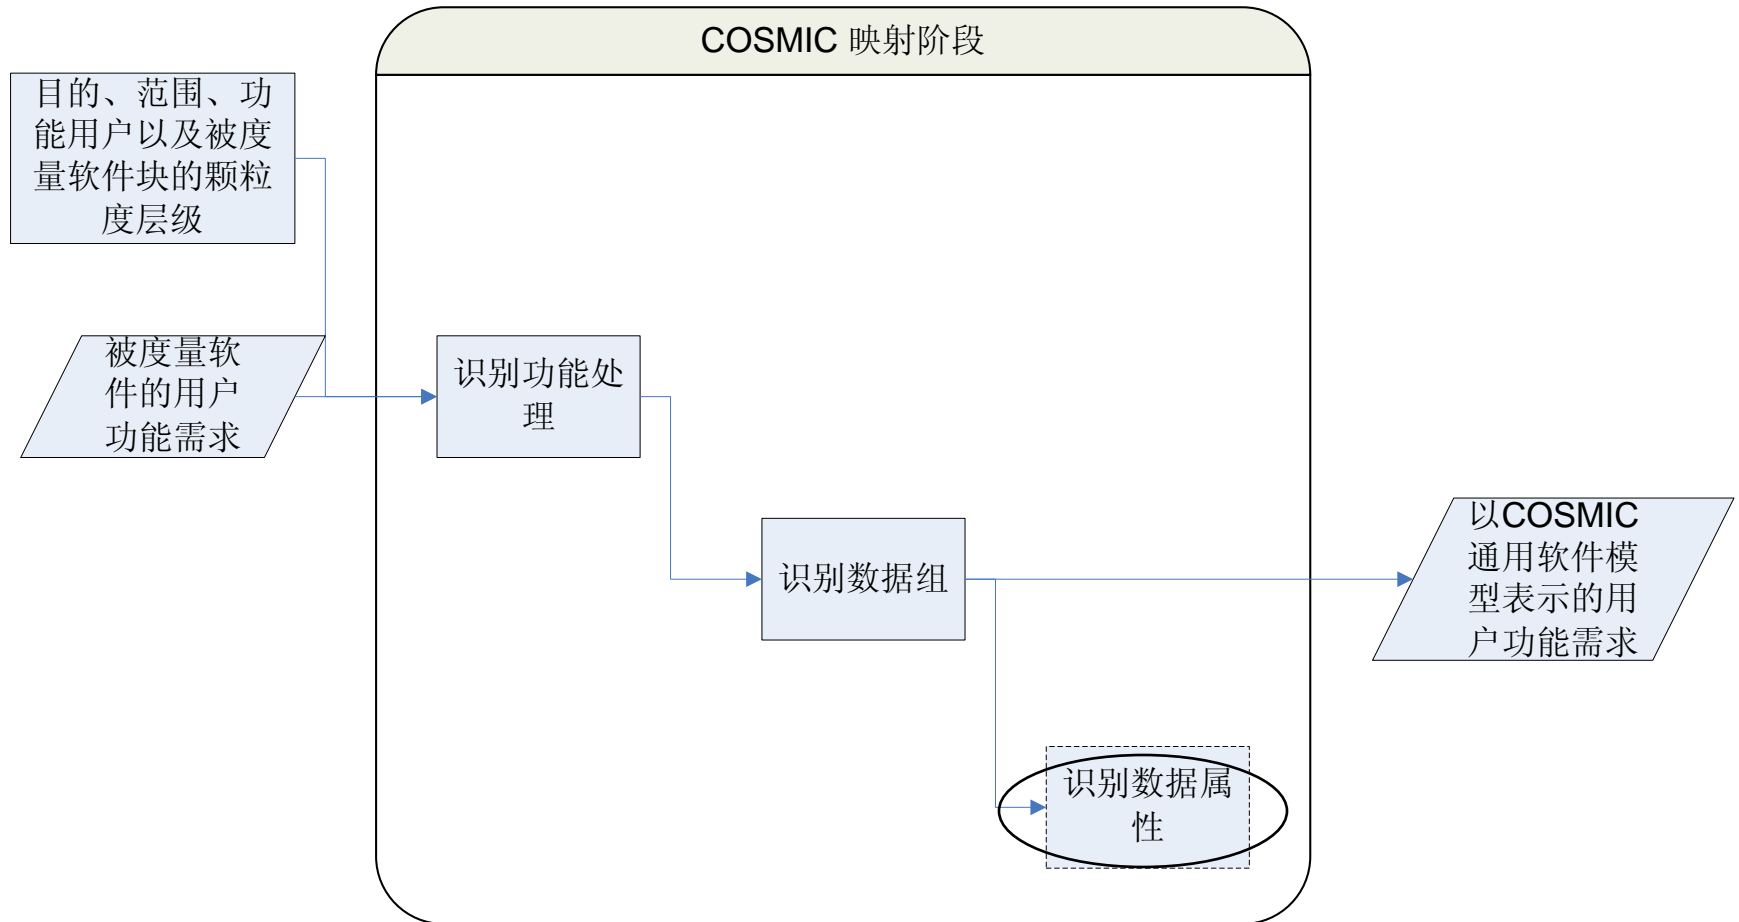 COSMIC 映射阶段
目的、范围、功
能用户以及被度
量软件块的颗粒
度层级
被度量软
件的用户
功能需求
识别功能处
理
识别数据组
以COSMIC
通用软件模
型表示的用
户功能需求
识别数据属
性